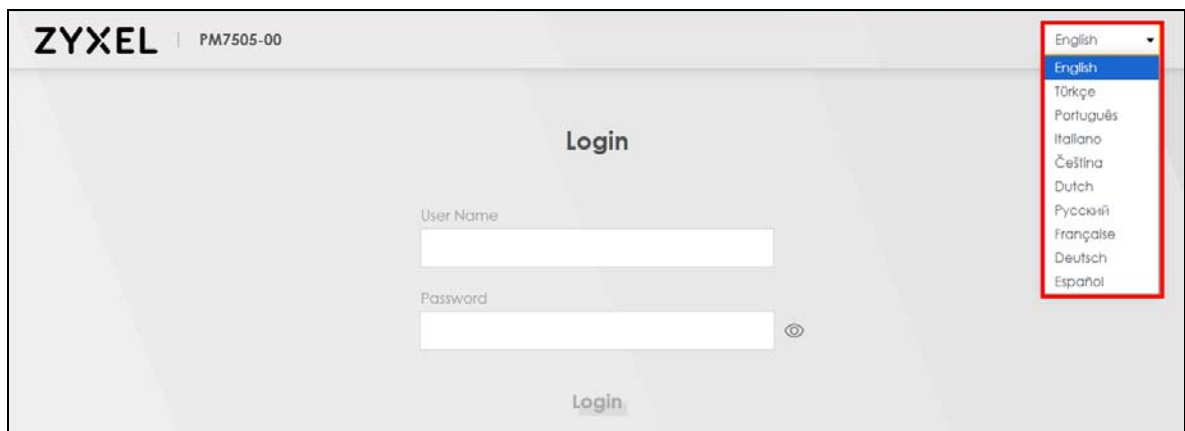 ZYXEL PM7505-00
English
English
Türkçe
Português
Italiano
Čeština
Dutch
Русский
Française
Deutsch
Español
Login
User Name
Password
Login